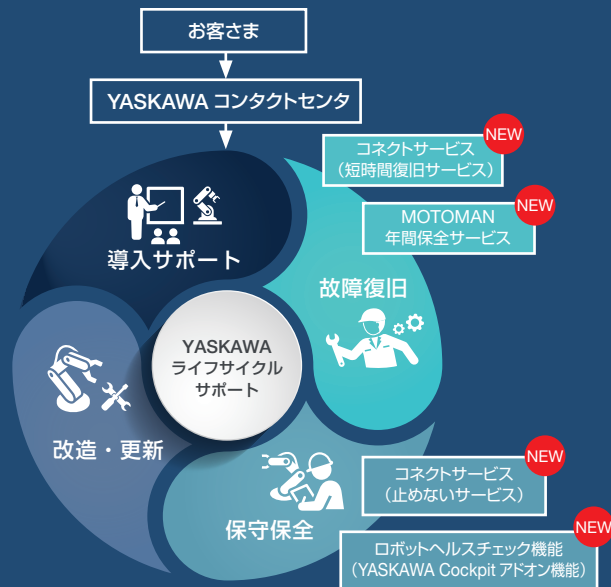 お客さま
YASKAWA コンタクトセンタ
NEW
コネクトサービス
（短時間復旧サービス）
NEW
MOTOMAN
年間保全サービス
導入サポート
故障復旧
YASKAWA
ライフサイクル
サポート
改造・更新
保守保全
NEW
コネクトサービス
（止めないサービス）
NEW
ロボットヘルスチェック機能
（YASKAWA Cockpit アドオン機能）